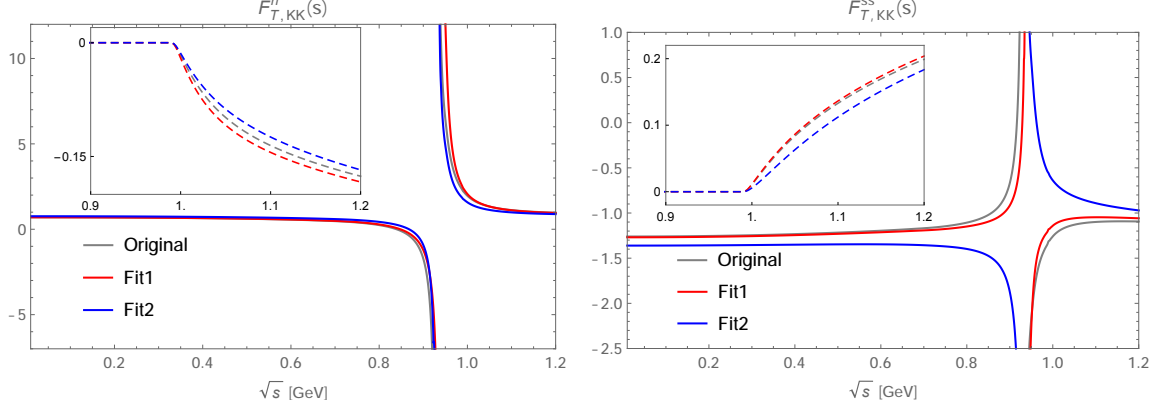 F_{T,KK}^{n}(s)
10
5
0
-5
0.2 0.4 0.6 0.8 1.0 1.2
√s [GeV]
0
-0.15
0.9 1. 1.1 1.2
Original
Fit1
Fit2
F_{T,KK}^{ss}(s)
1.0
0.5
0.0
-0.5
-1.0
-1.5
-2.0
-2.5
0.2 0.4 0.6 0.8 1.0 1.2
√s [GeV]
0.2
0.1
0
0.9 1. 1.1 1.2
Original
Fit1
Fit2